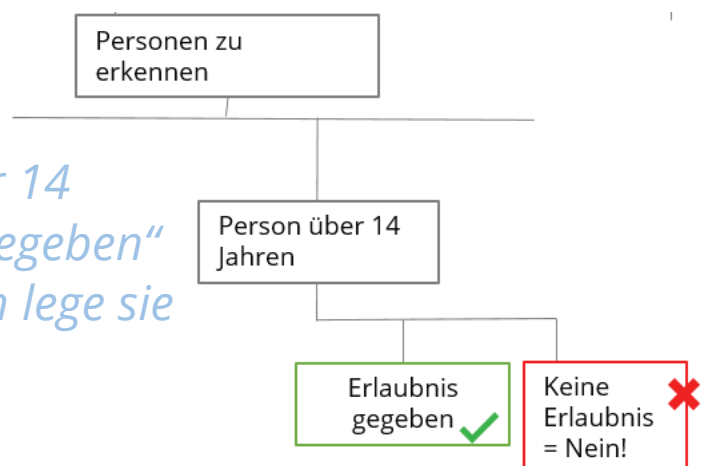 Personen zu
erkennen
r 14
egeben“
n lege sie
Person über 14
Jahren
Erlaubnis
gegeben
Keine
Erlaubnis
= Nein!